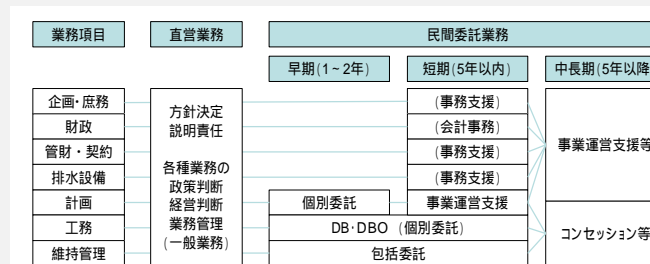 業務項目
直営業務
民間委託業務
早期(1~2年)
短期(5年以内)
中長期(5年以降
企画・庶務
財政
管財・契約
排水設備
計画
工務
維持管理
方針決定
説明責任
各種業務の
政策判断
経営判断
業務管理
(一般業務)
(事務支援)
(会計事務)
(事務支援)
(事務支援)
個別委託
事業運営支援
DB・DBO (個別委託)
包括委託
事業運営支援等
コンセッション等